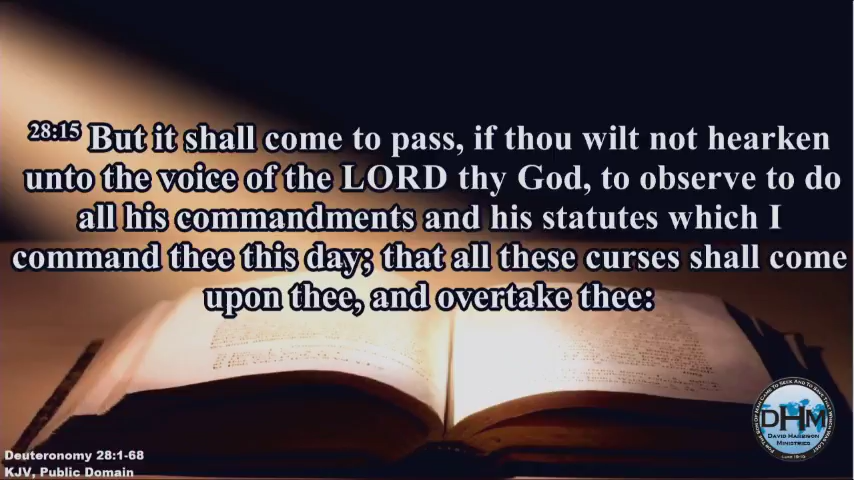 28:15 But it shall come to pass, if thou wilt not hearken
unto the voice of the LORD thy God, to observe to do
all his commandments and his statutes which I
command thee this day; that all these curses shall come
upon thee, and overtake thee:
DHM
David Harrison
Ministries
Deuteronomy 28:1-68
KJV, Public Domain